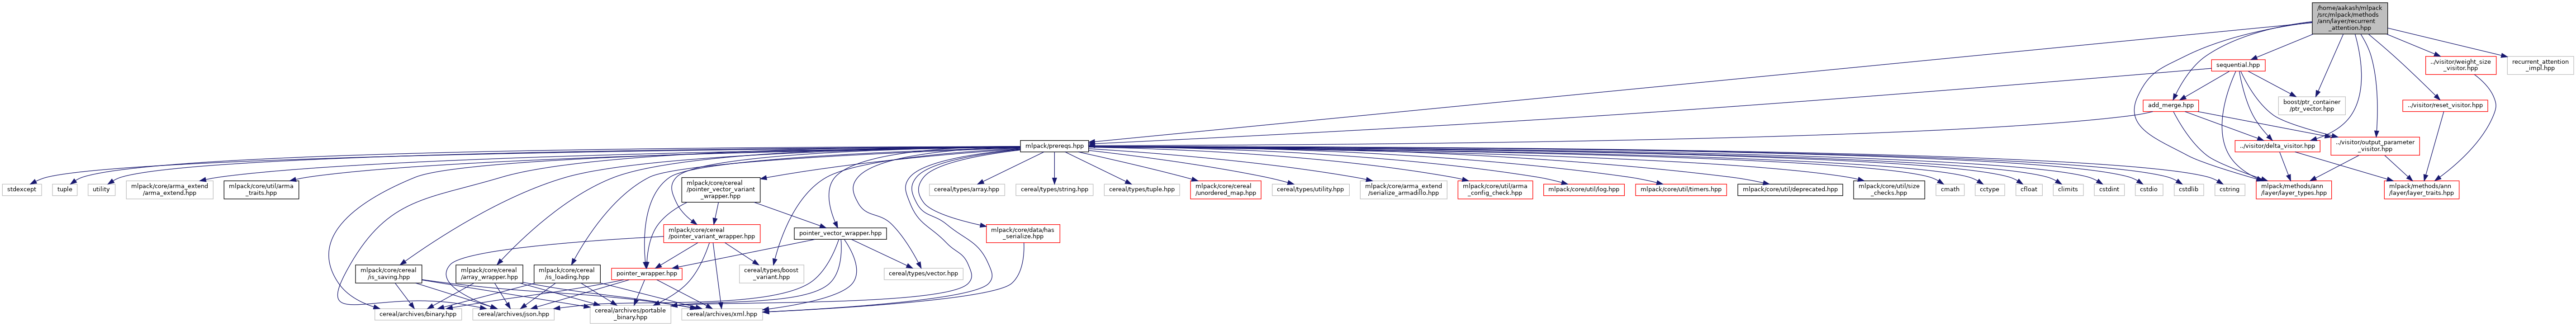 /home/aakash/mlpack
/src/mlpack/methods
/ann/layer/recurrent
_attention.hpp
sequential.hpp
../visitor/weight_size
_visitor.hpp
recurrent_attention
_impl.hpp
add_merge.hpp
boost/ptr_container
/ptr_vector.hpp
../visitor/reset_visitor.hpp
mlpack/prereqs.hpp
../visitor/delta_visitor.hpp
../visitor/output_parameter
_visitor.hpp
stdexcept
tuple
utility
mlpack/core/arma_extend
/arma_extend.hpp
mlpack/core/util/arma
_traits.hpp
mlpack/core/cereal
/pointer_vector_variant
_wrapper.hpp
cereal/types/array.hpp
cereal/types/string.hpp
cereal/types/tuple.hpp
mlpack/core/cereal
/unordered_map.hpp
cereal/types/utility.hpp
mlpack/core/arma_extend
/serialize_armadillo.hpp
mlpack/core/util/arma
_config_check.hpp
mlpack/core/util/log.hpp
mlpack/core/util/timers.hpp
mlpack/core/util/deprecated.hpp
mlpack/core/util/size
_checks.hpp
cmath
cctype
cfloat
climits
cstdint
cstdio
cstdlib
cstring
mlpack/methods/ann
/layer/layer_types.hpp
mlpack/methods/ann
/layer/layer_traits.hpp
mlpack/core/cereal
/pointer_variant_wrapper.hpp
pointer_vector_wrapper.hpp
mlpack/core/data/has
_serialize.hpp
mlpack/core/cereal
/is_saving.hpp
mlpack/core/cereal
/array_wrapper.hpp
mlpack/core/cereal
/is_loading.hpp
pointer_wrapper.hpp
cereal/types/boost
_variant.hpp
cereal/types/vector.hpp
cereal/archives/binary.hpp
cereal/archives/json.hpp
cereal/archives/portable
_binary.hpp
cereal/archives/xml.hpp